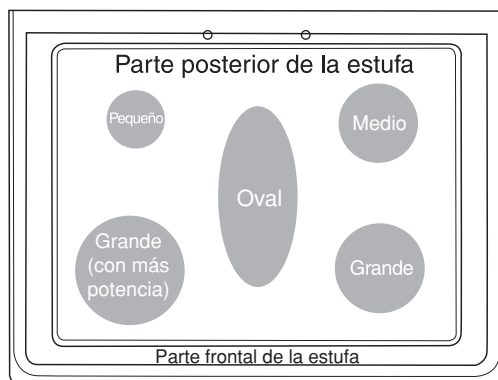 Parte posterior de la estufa
Pequeño
Medio
Oval
Grande
(con más
potencia)
Grande
Parte frontal de la estufa